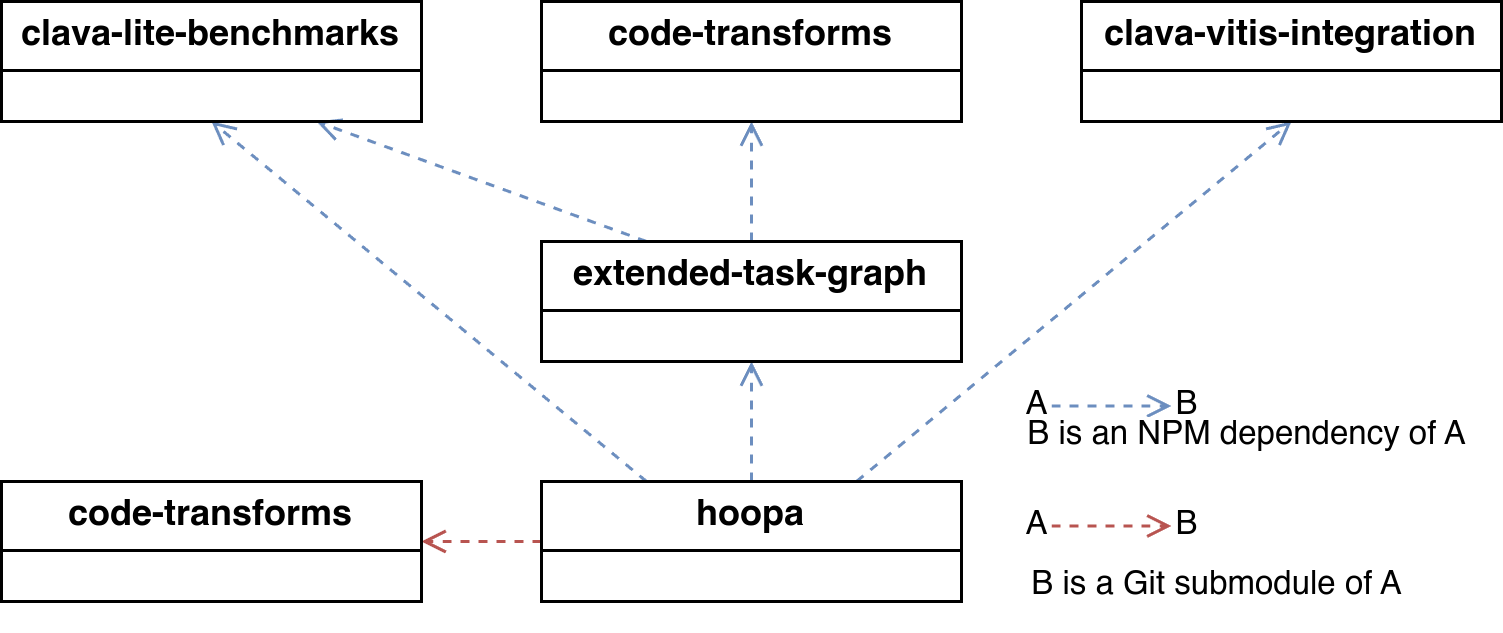 clava-lite-benchmarks
code-transforms
clava-vitis-integration
extended-task-graph
A B
B is an NPM dependency of A
code-transforms
hoopa
A B
B is a Git submodule of A